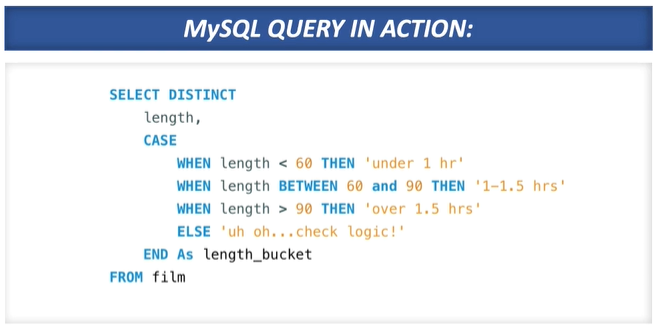 MySQL QUERY IN ACTION:
SELECT DISTINCT
length,
CASE
WHEN length < 60 THEN 'under 1 hr'
WHEN length BETWEEN 60 and 90 THEN '1-1.5 hrs'
WHEN length > 90 THEN 'over 1.5 hrs'
ELSE 'uh oh...check logic!'
END As length_bucket
FROM film